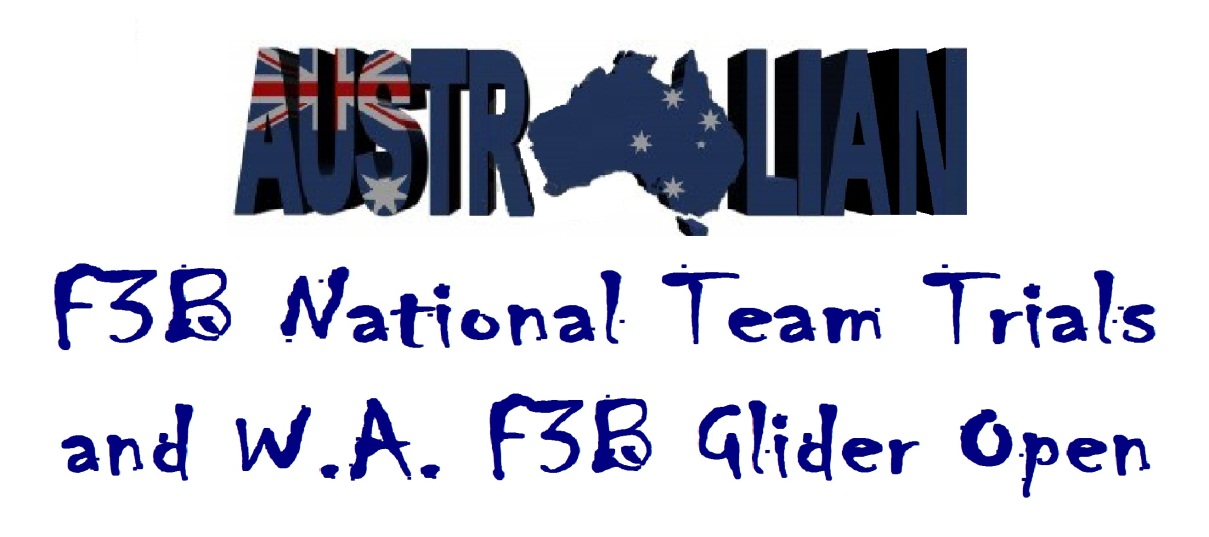 AUSTRALIAN
F3B National Team Trials
and W.A. F3B Glider Open